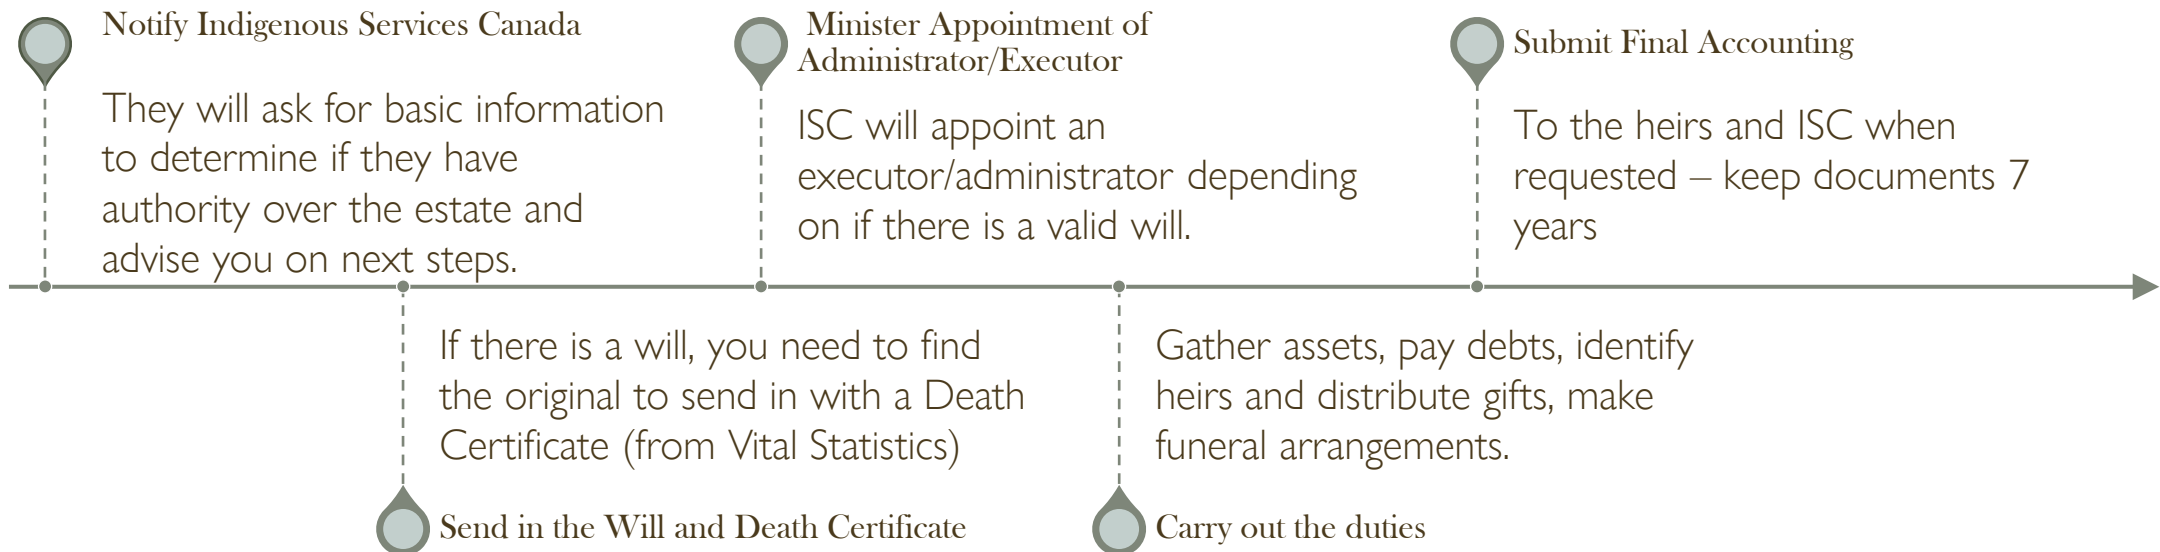 Notify Indigenous Services Canada
They will ask for basic information
to determine if they have
authority over the estate and
advise you on next steps.
If there is a will, you need to find
the original to send in with a Death
Certificate (from Vital Statistics)
Send in the Will and Death Certificate
Minister Appointment of
Administrator/Executor
ISC will appoint an
executor/administrator depending
on if there is a valid will.
Gather assets, pay debts, identify
heirs and distribute gifts, make
funeral arrangements.
Carry out the duties
Submit Final Accounting
To the heirs and ISC when
requested – keep documents 7
years